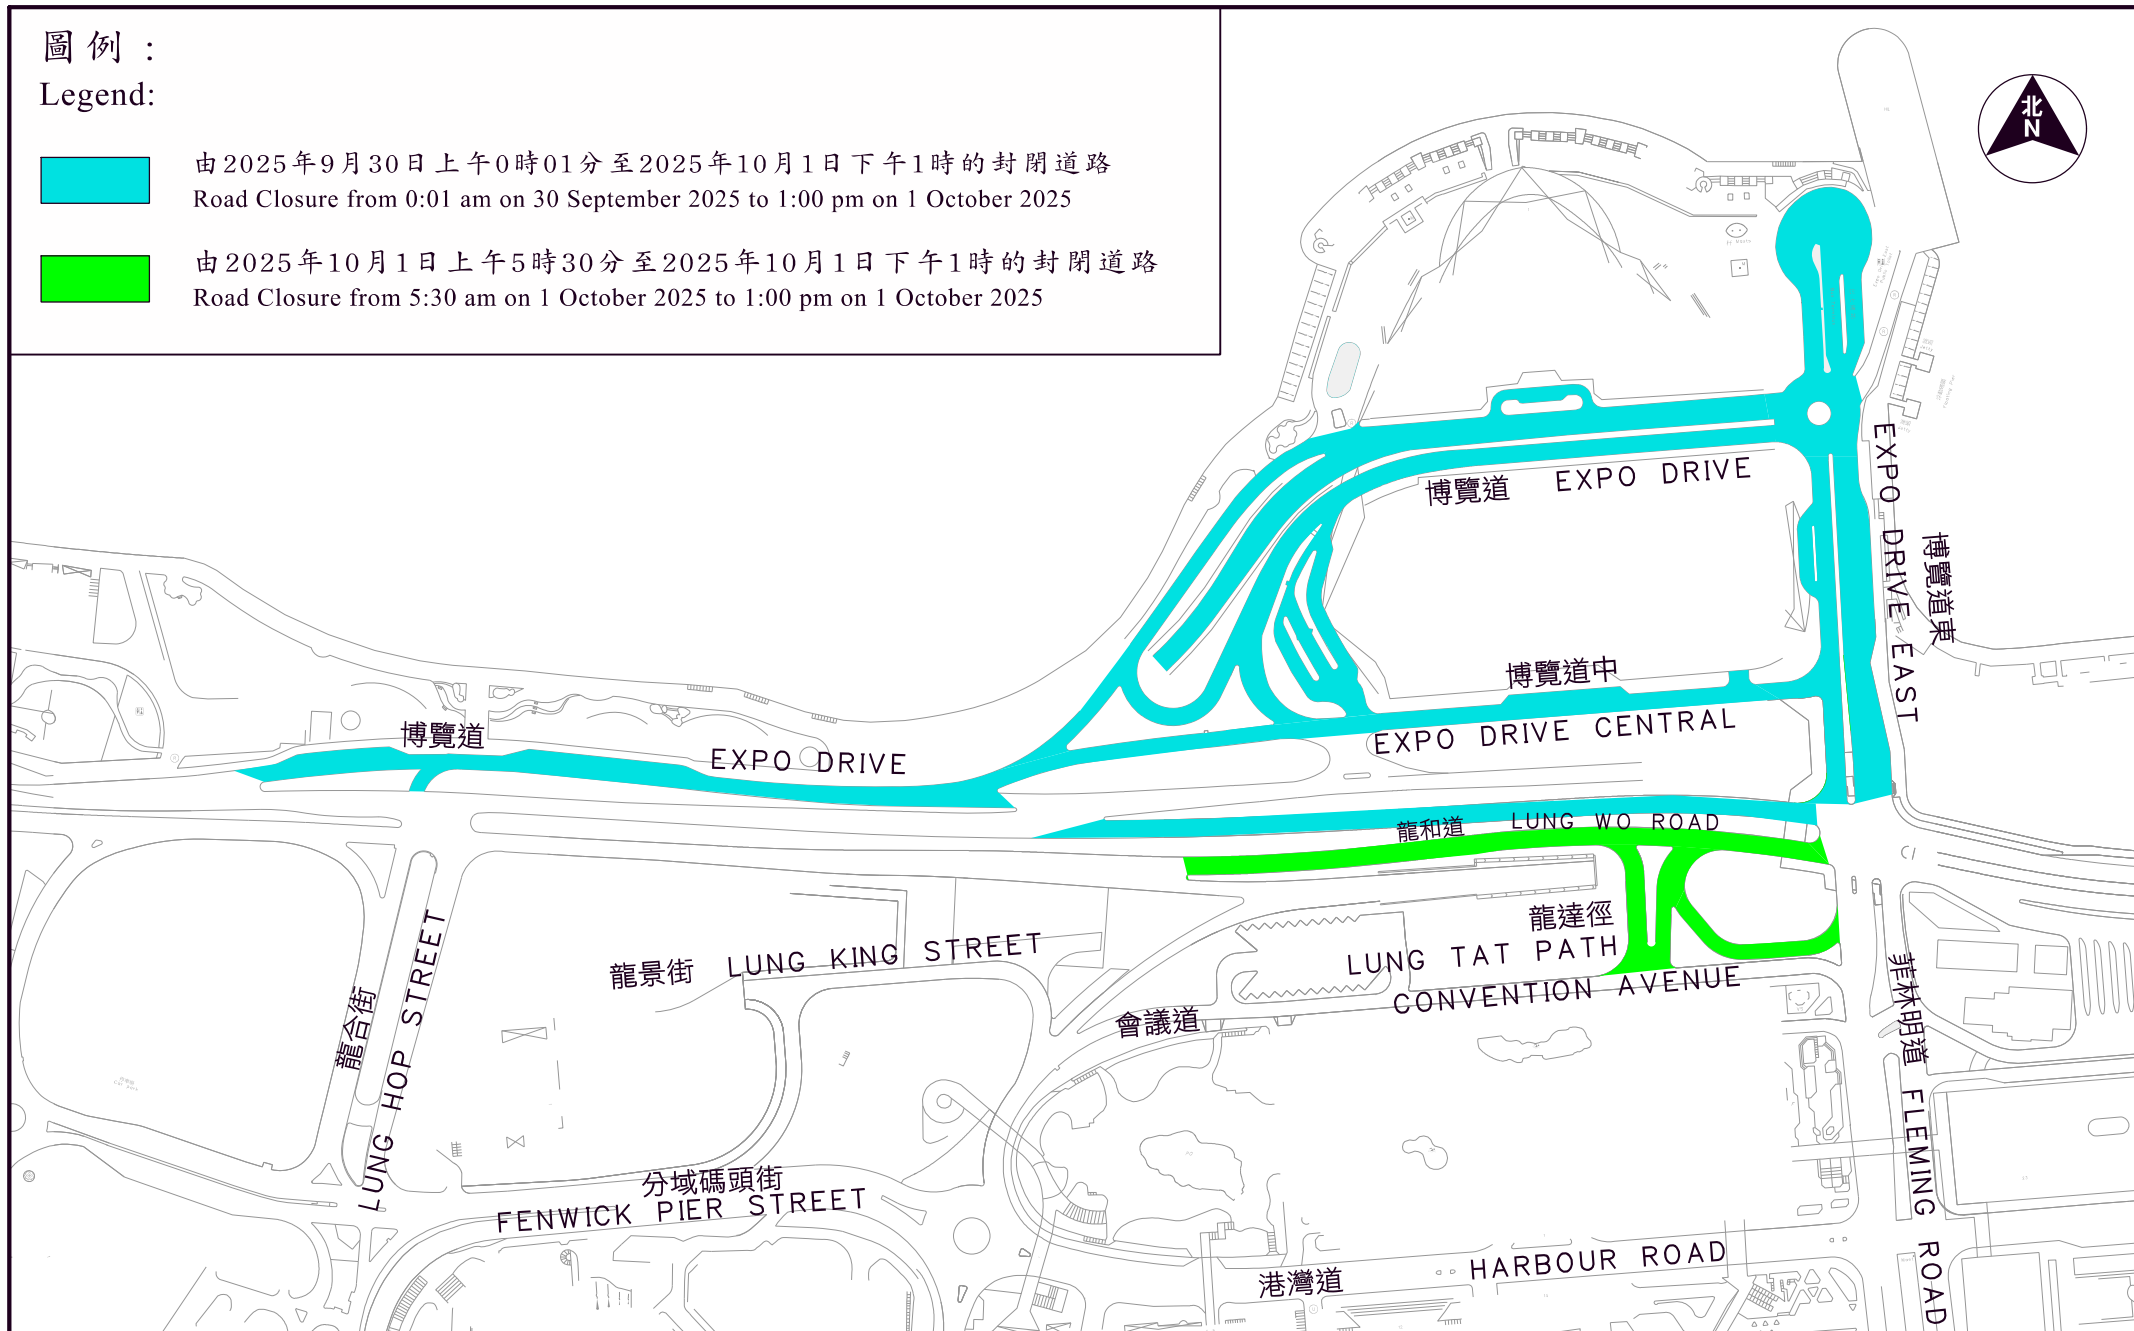 圖例：
Legend:
由2025年9月30日上午0時01分至2025年10月1日下午1時的封閉道路
Road Closure from 0:01 am on 30 September 2025 to 1:00 pm on 1 October 2025
由2025年10月1日上午5時30分至2025年10月1日下午1時的封閉道路
Road Closure from 5:30 am on 1 October 2025 to 1:00 pm on 1 October 2025
北
N
博覽道 EXPO DRIVE
EXPO DRIVE EAST
博覽道東
博覽道中
EXPO DRIVE CENTRAL
博覽道
EXPO DRIVE
龍和道 LUNG WO ROAD
龍達徑
LUNG TAT PATH
龍景街 LUNG KING STREET
會議道
CONVENTION AVENUE
龍合街
LUNG HOP STREET
菲林明道 FLEMING ROAD
分域碼頭街
FENWICK PIER STREET
港灣道
HARBOUR ROAD